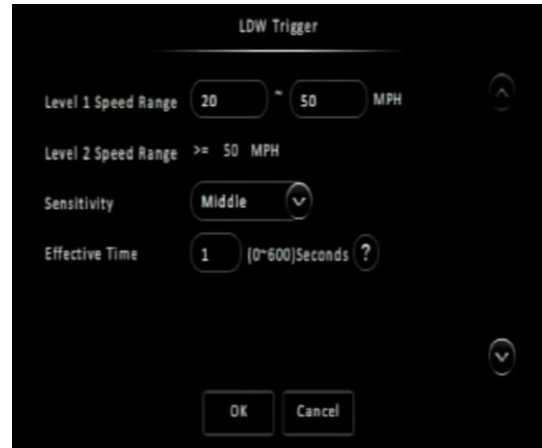 LDW Trigger
Level 1 Speed Range 20 ~ 50 MPH
Level 2 Speed Range >= 50 MPH
Sensitivity Middle
Effective Time 1 (0~600)Seconds ?
OK Cancel